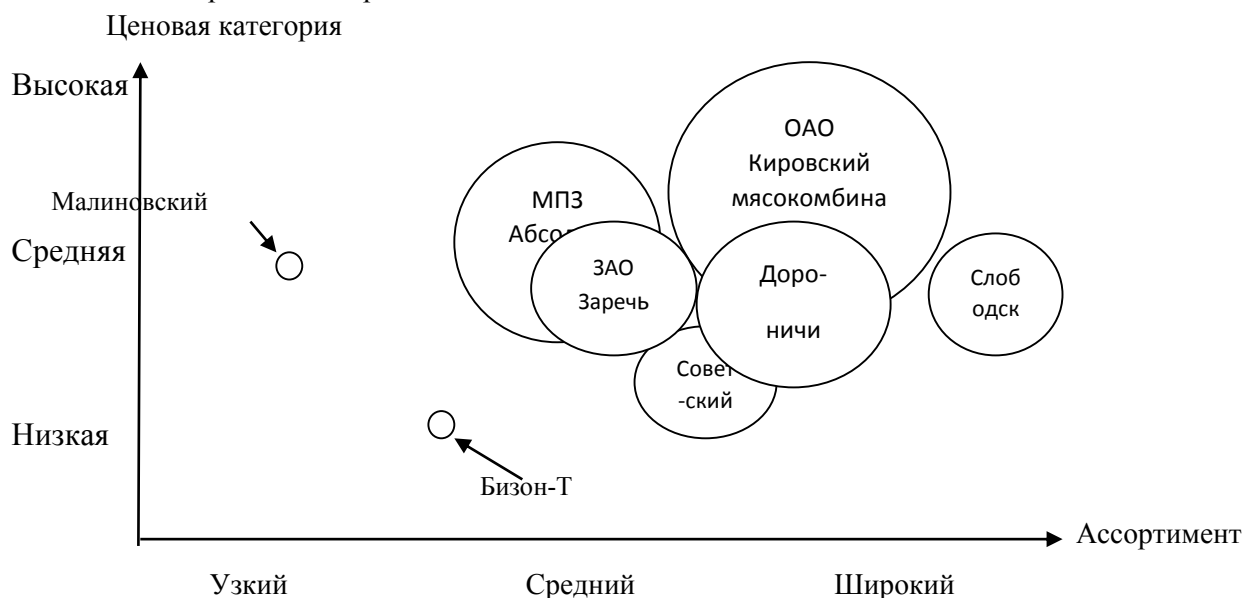 Ценовая категория
Высокая
ОАО
Кировский
мясокомбина
МПЗ
Малиновский
Средняя
ЗАО
Заречь
Доро-
ничи
Слоб
одск
Совет
-ский
Низкая
Бизон-Т
Ассортимент
Узкий Средний Широкий